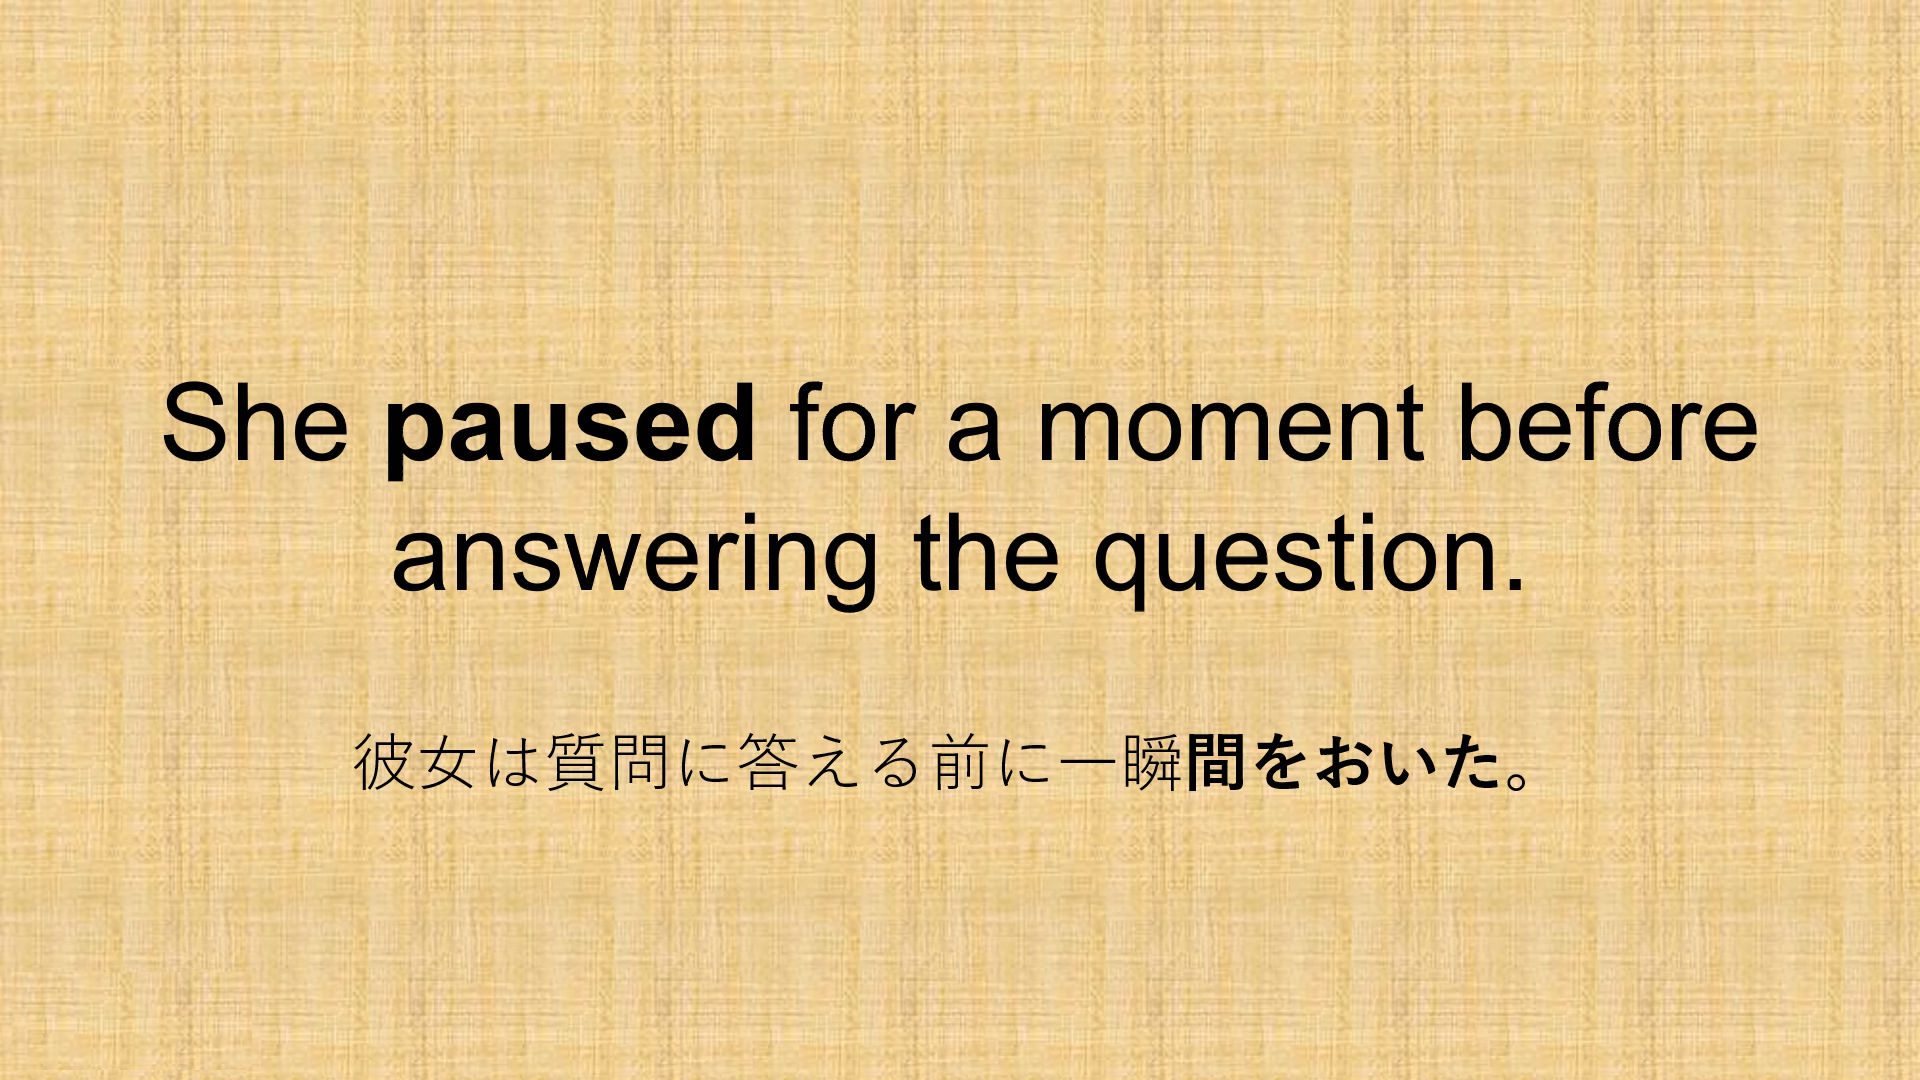 She paused for a moment before
answering the question.
彼女は質問に答える前に一瞬間をおいた。